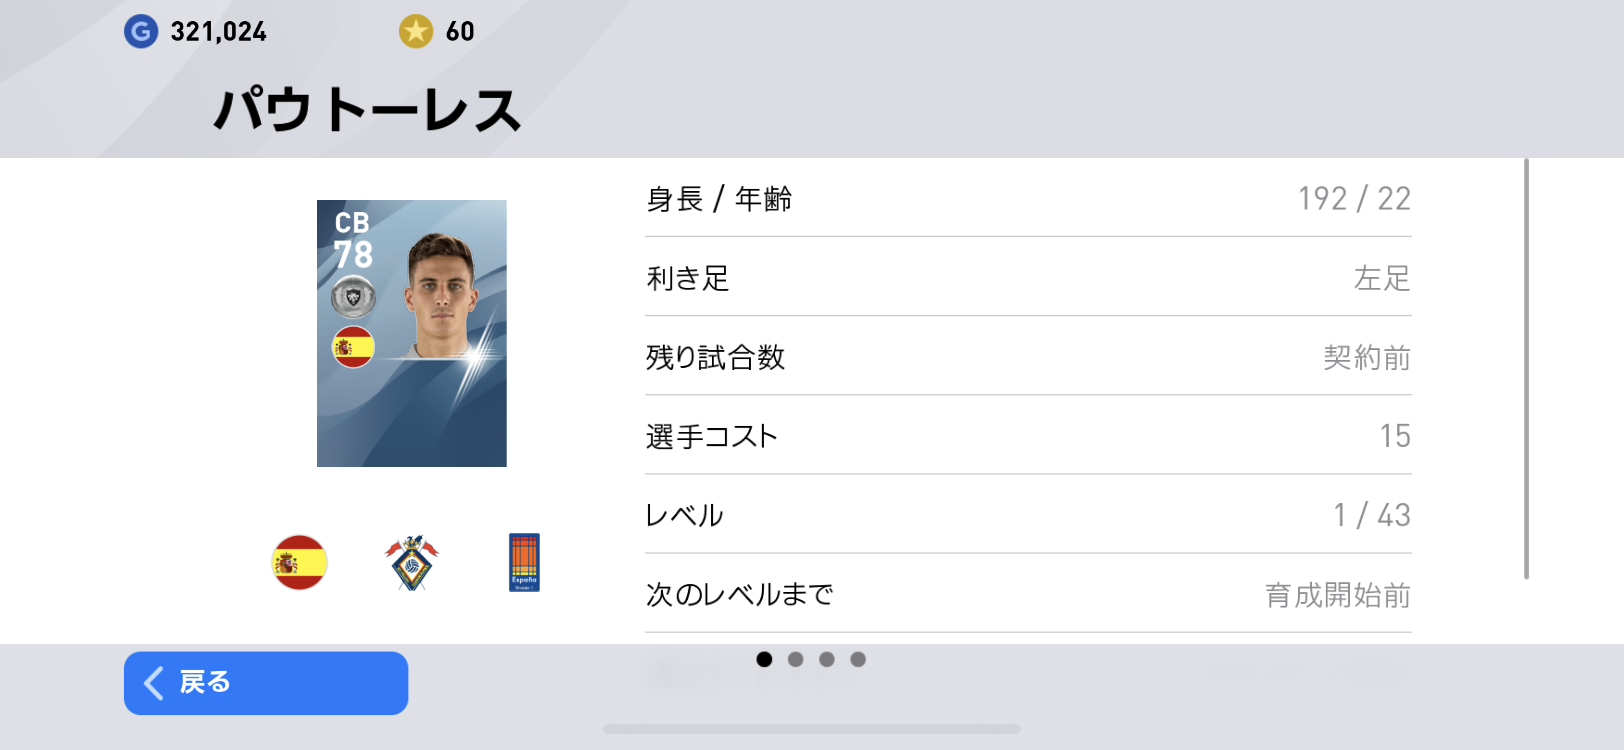 G 321,024 60
パウ トーレス
CB
78
身長 / 年齢 192 / 22
利き足 左足
残り試合数 契約前
選手コスト 15
レベル 1 / 43
次のレベルまで 育成開始前
España
Division 1
戻る